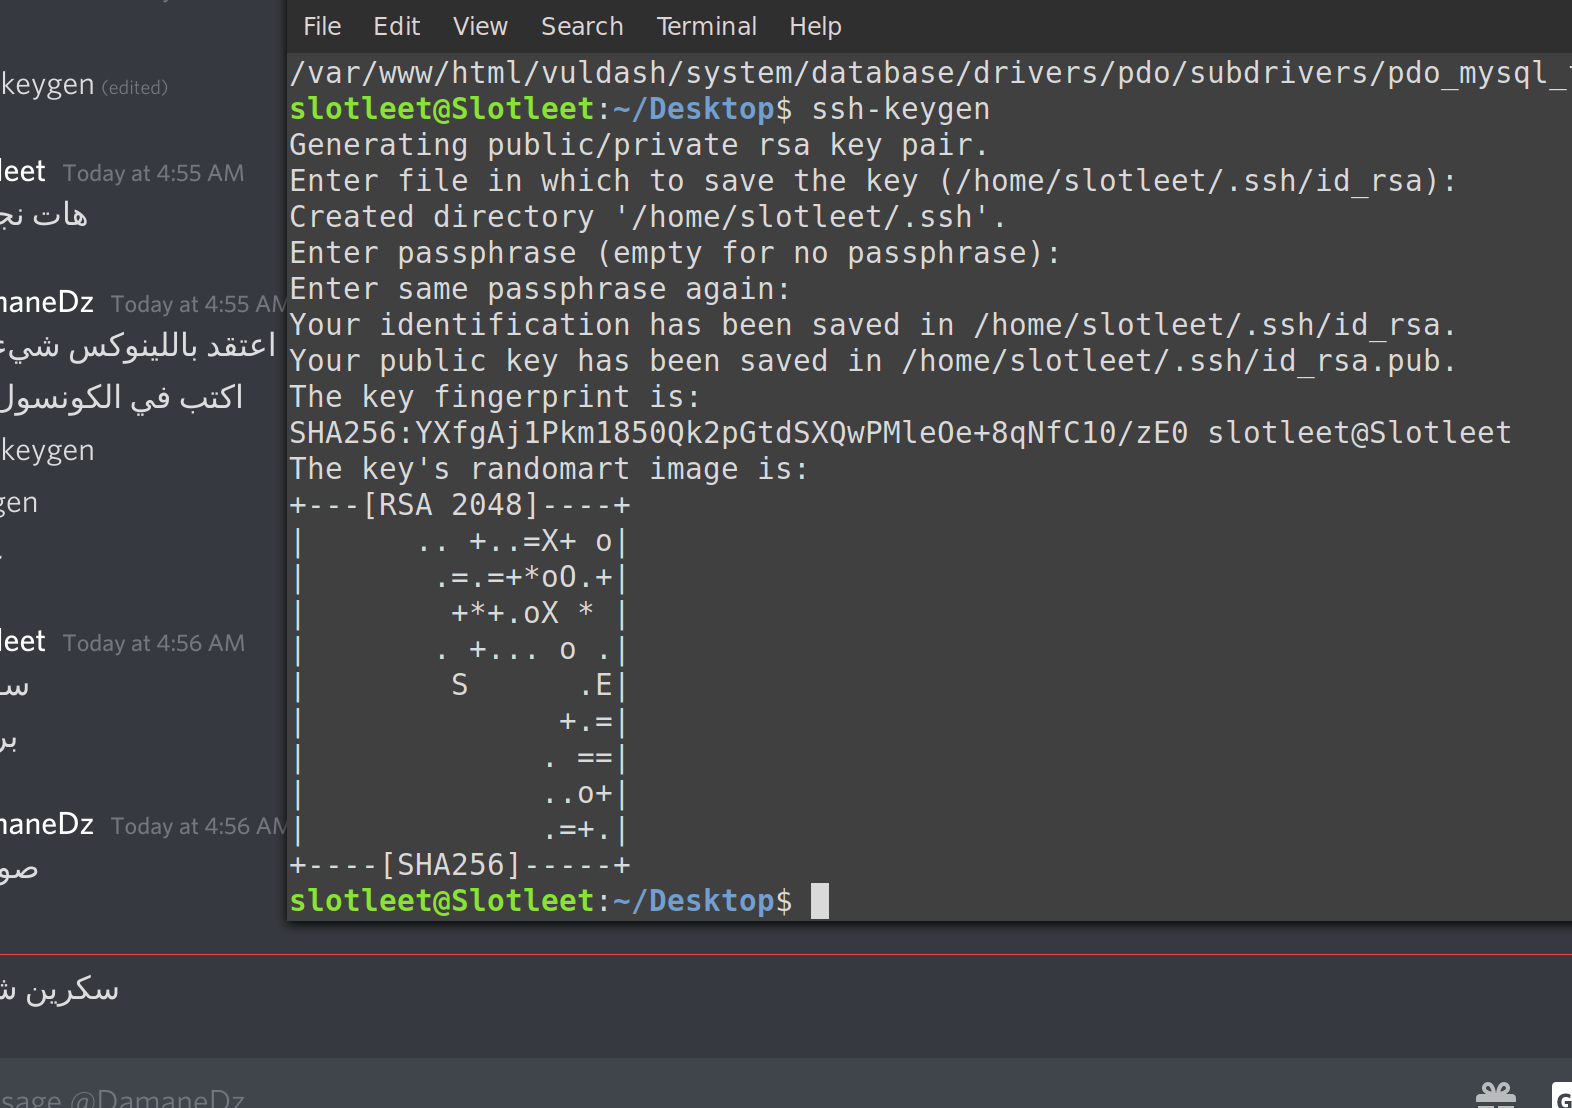 keygen (edited)
leet Today at 4:55 AM
هات نج
maneDz Today at 4:55 AM
اعتقد باللينوكس شيء
اكتب في الكونسول
keygen
gen
leet Today at 4:56 AM
سـ
بر
maneDz Today at 4:56 AM
صو
سكرين ش
sage @DamaneDz
File Edit View Search Terminal Help
/var/www/html/vuldash/system/database/drivers/pdo/subdrivers/pdo_mysql_
slotleet@Slotleet:~/Desktop$ ssh-keygen
Generating public/private rsa key pair.
Enter file in which to save the key (/home/slotleet/.ssh/id_rsa):
Created directory '/home/slotleet/.ssh'.
Enter passphrase (empty for no passphrase):
Enter same passphrase again:
Your identification has been saved in /home/slotleet/.ssh/id_rsa.
Your public key has been saved in /home/slotleet/.ssh/id_rsa.pub.
The key fingerprint is:
SHA256:YXfgAj1Pkm1850Qk2pGtdSXQwPMleOe+8qNfC10/zE0 slotleet@Slotleet
The key's randomart image is:
+---[RSA 2048]----+
|      .. +..=X+ o|
|       .=.=+*oO.+|
|        +*+.oX * |
|       . +... o .|
|        S      .E|
|              +.=|
|             . ==|
|             ..o+|
|             .=+.|
+----[SHA256]-----+
slotleet@Slotleet:~/Desktop$